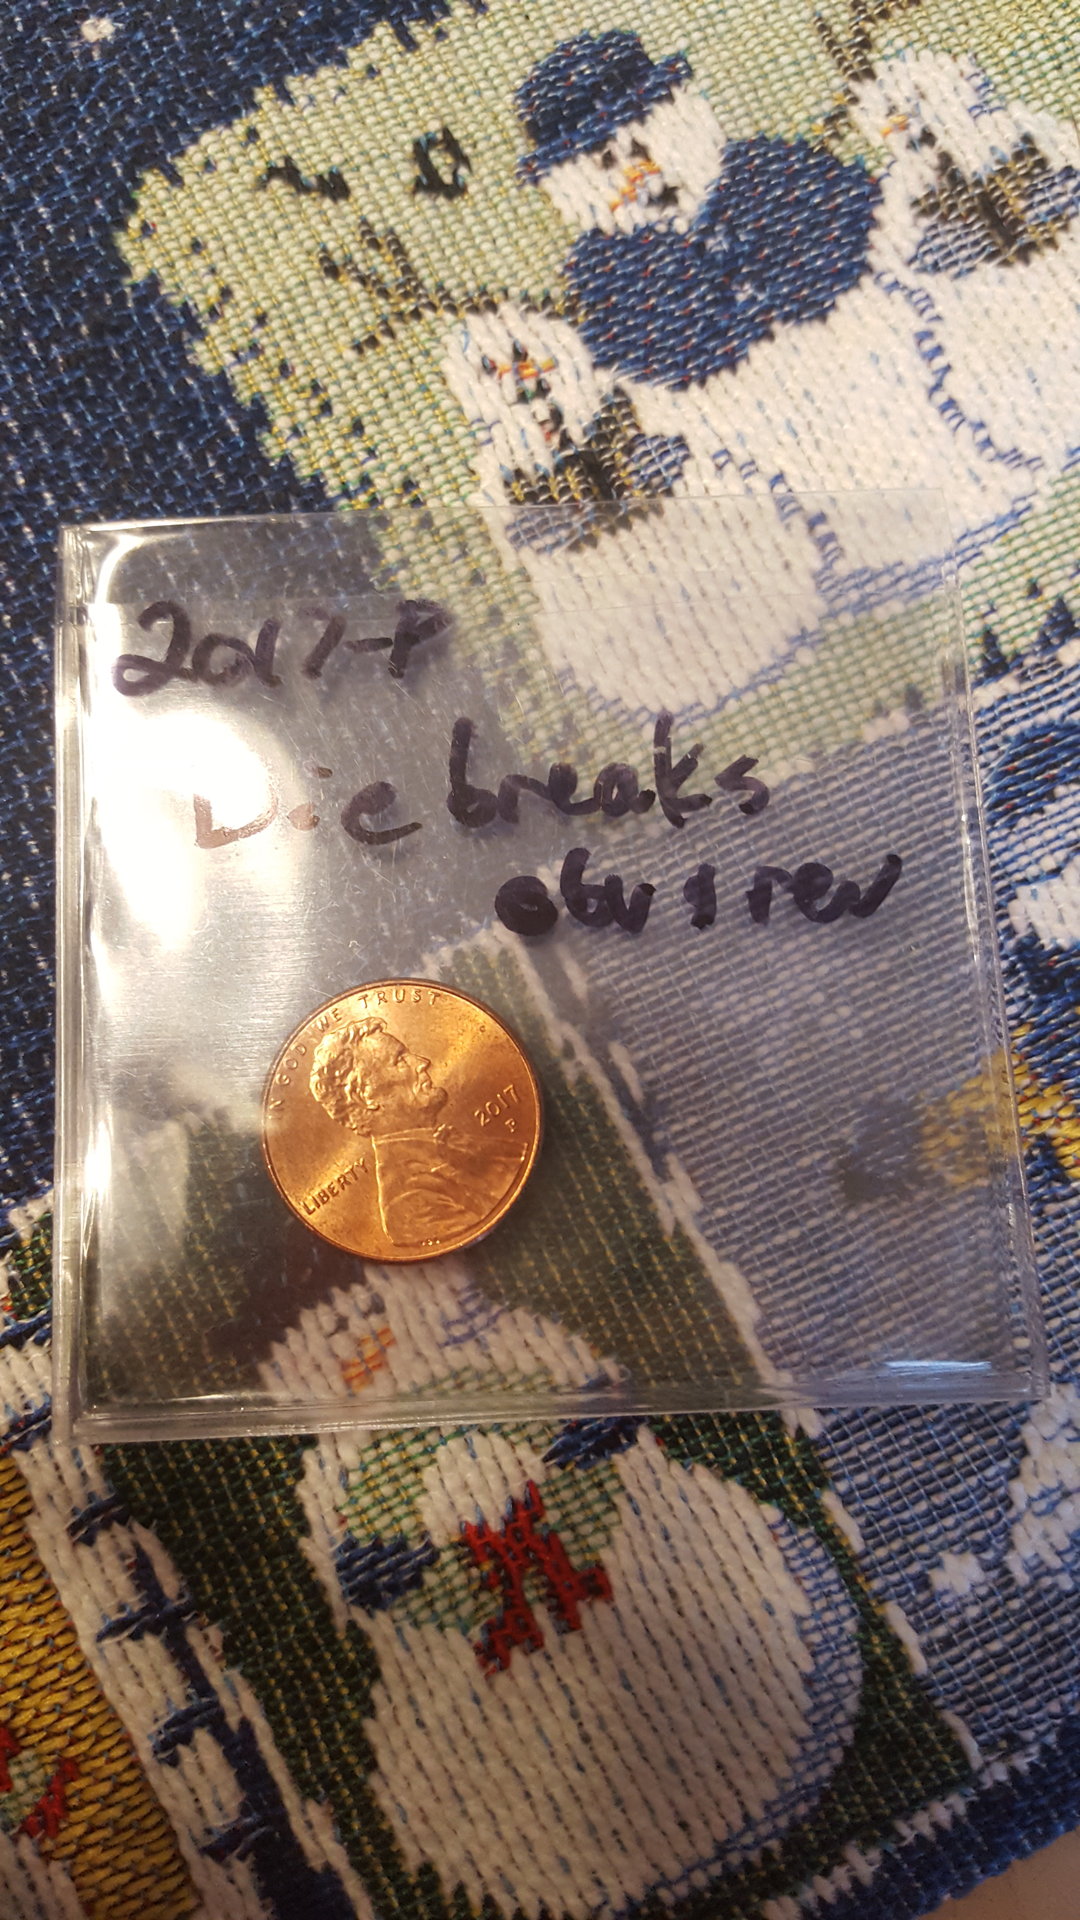 2017-P
Die breaks
obv & rev
IN GOD WE TRUST
LIBERTY
2017
P